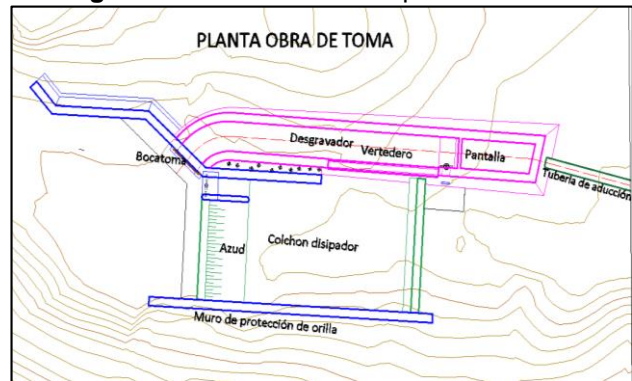 PLANTA OBRA DE TOMA
Desgravador
Vertedero
Pantalla
Bocatoma
Tubería de aducción
Azud
Colchon disipador
Muro de protección de orilla